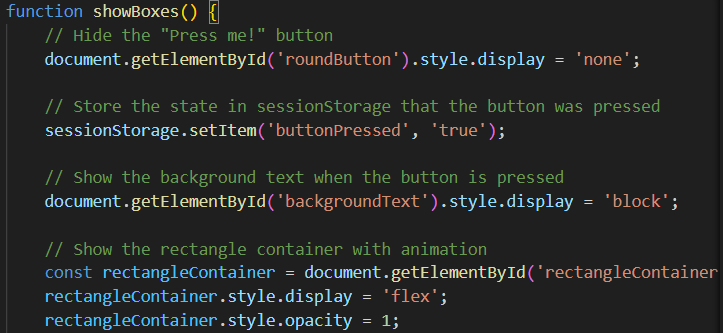 function showBoxes() {
// Hide the "Press me!" button
document.getElementById('roundButton').style.display = 'none';
// Store the state in sessionStorage that the button was pressed
sessionStorage.setItem('buttonPressed', 'true');
// Show the background text when the button is pressed
document.getElementById('backgroundText').style.display = 'block';
// Show the rectangle container with animation
const rectangleContainer = document.getElementById('rectangleContainer
rectangleContainer.style.display = 'flex';
rectangleContainer.style.opacity = 1;